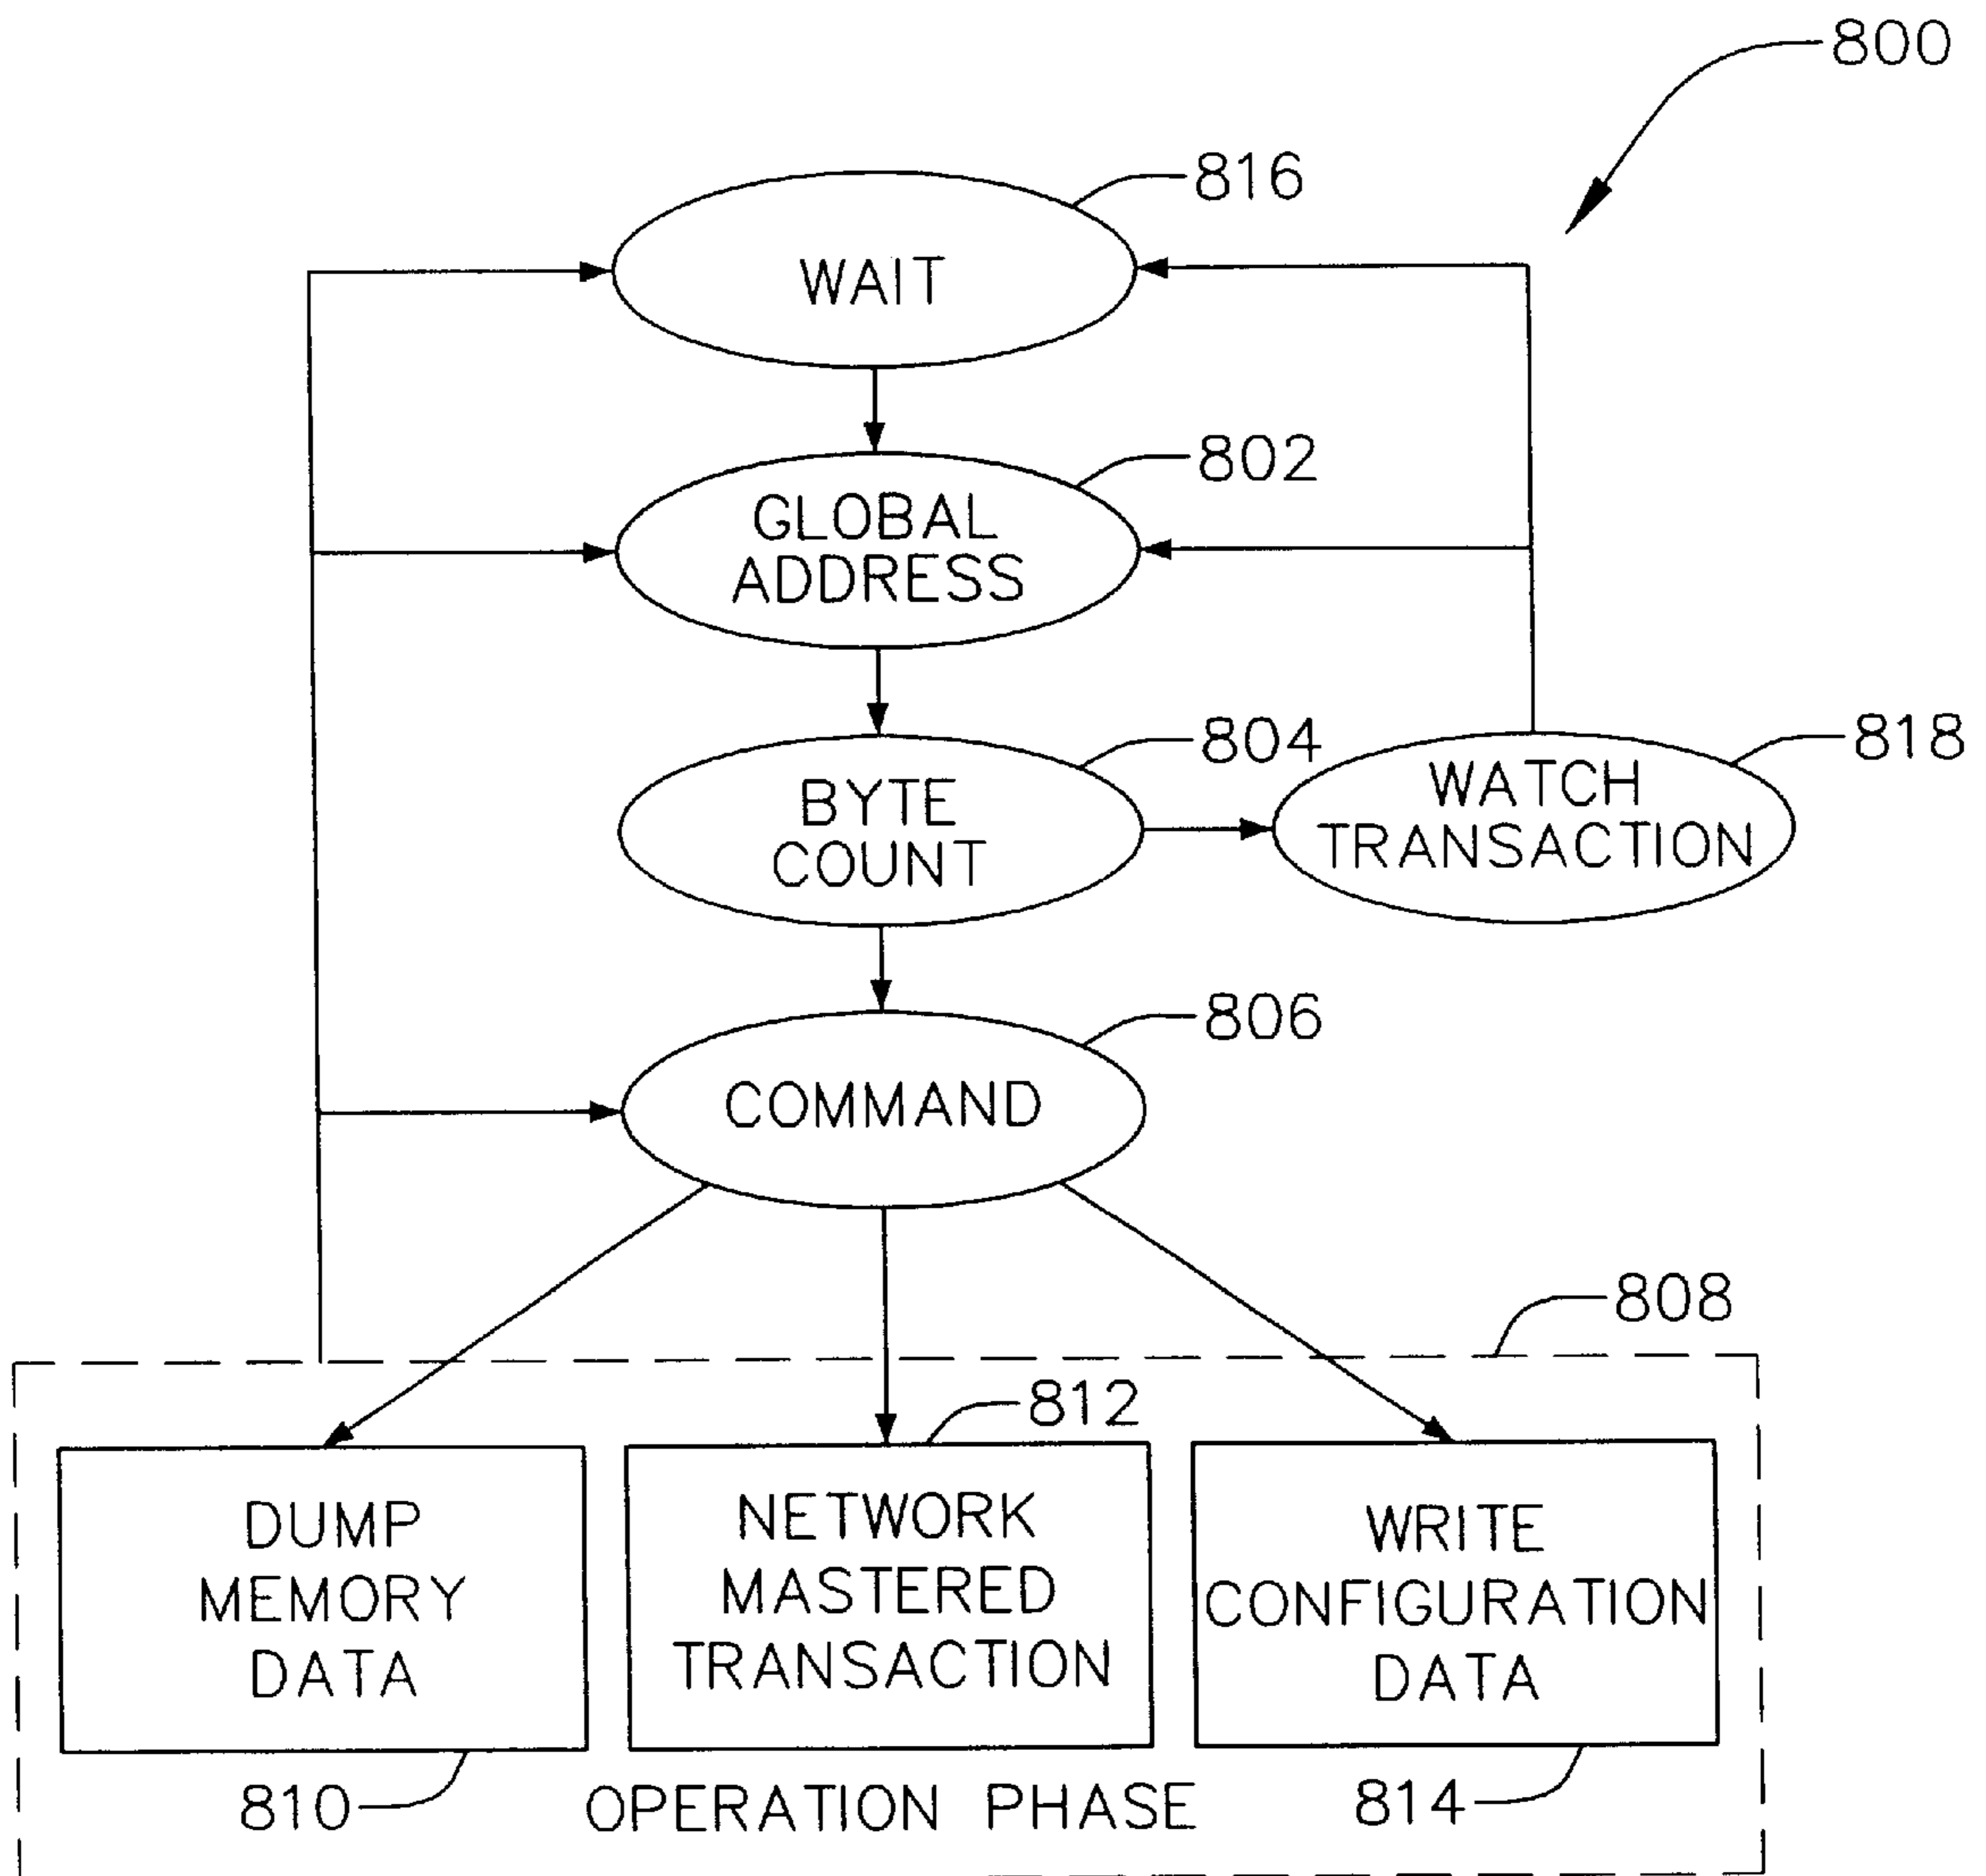 800
816
WAIT
802
GLOBAL
ADDRESS
804
818
BYTE
COUNT
WATCH
TRANSACTION
806
COMMAND
808
812
DUMP
MEMORY
DATA
NETWORK
MASTERED
TRANSACTION
WRITE
CONFIGURATION
DATA
810
OPERATION PHASE
814